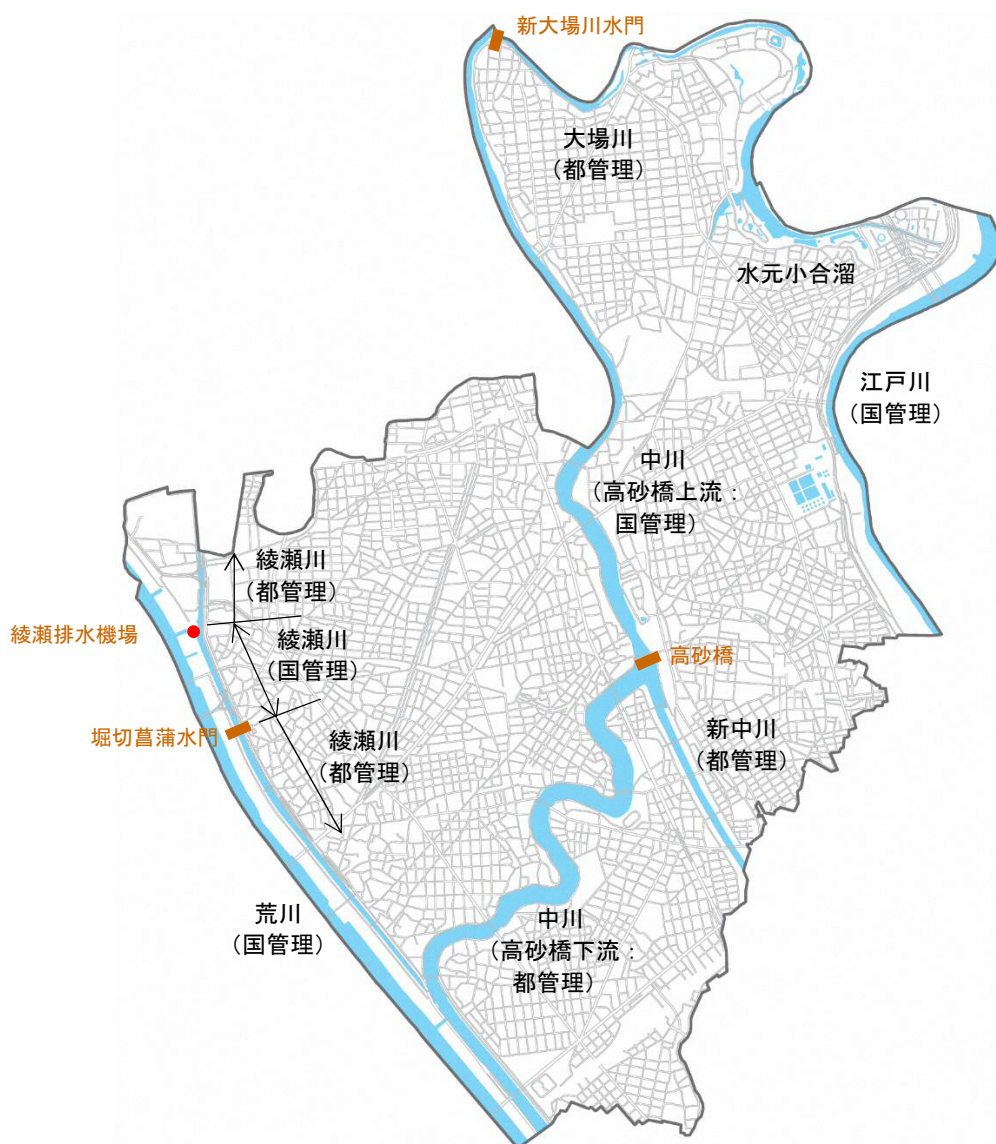 新大場川水門
大場川
（都管理）
水元小合溜
江戸川
（国管理）
中川
（高砂橋上流：
国管理）
綾瀬川
（都管理）
綾瀬排水機場
綾瀬川
（国管理）
高砂橋
堀切菖蒲水門
綾瀬川
（都管理）
新中川
（都管理）
荒川
（国管理）
中川
（高砂橋下流：
都管理）